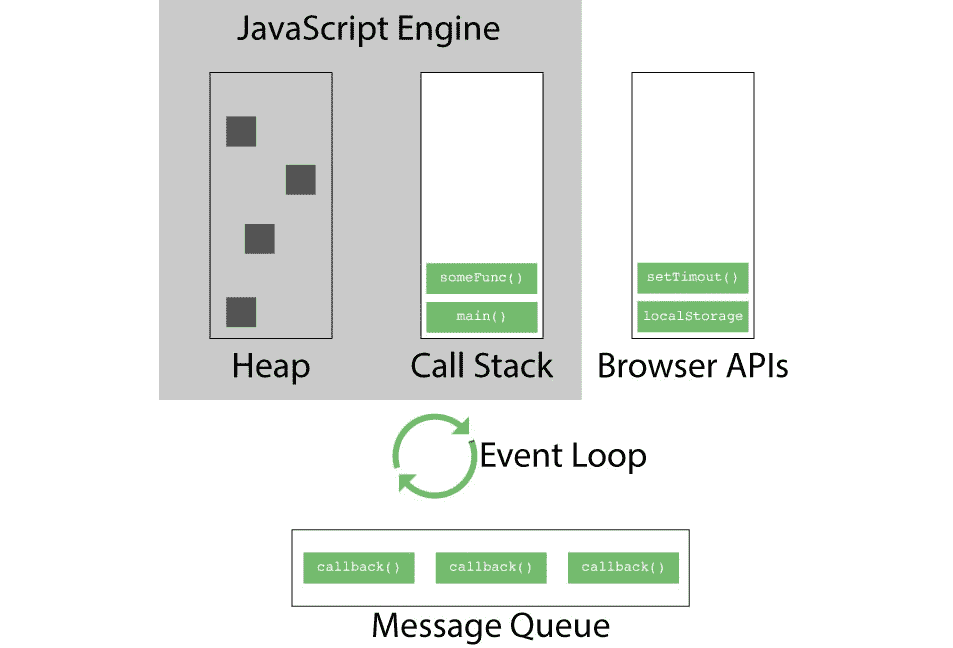 JavaScript Engine
someFunc()
main()
setTimout()
localStorage
Heap
Call Stack
Browser APIs
Event Loop
callback()
callback()
callback()
Message Queue